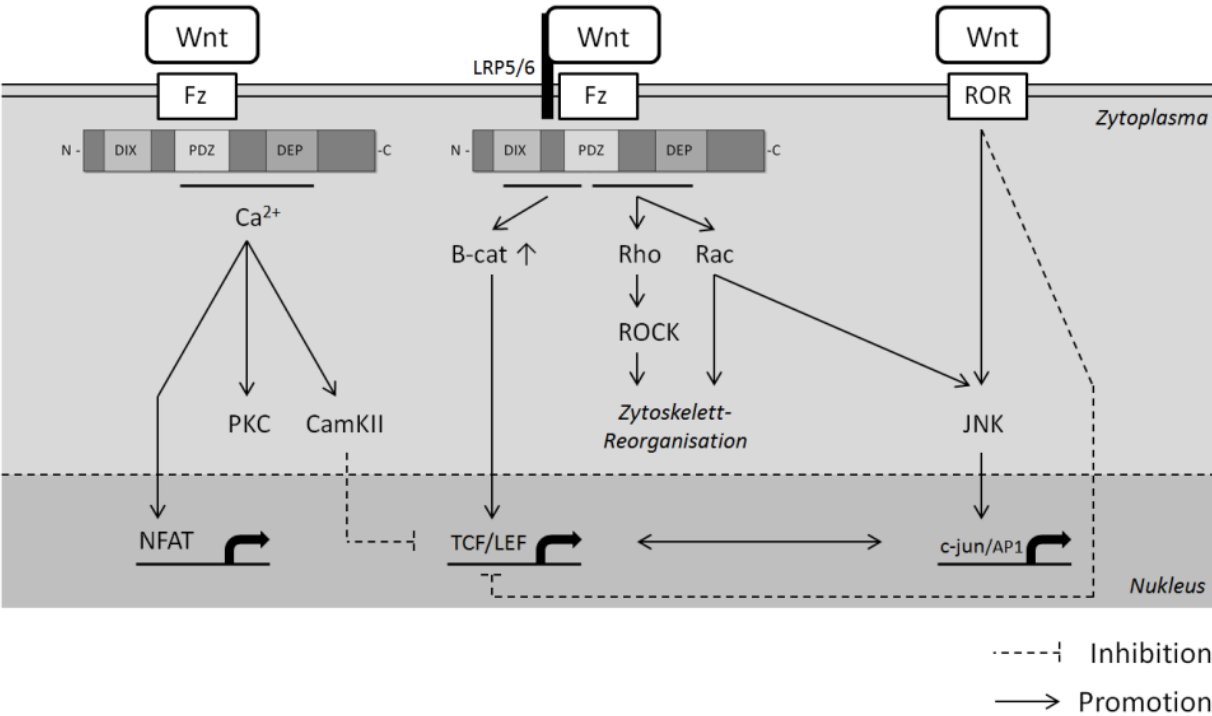 Wnt
Wnt
Wnt
LRP5/6
Fz
Fz
ROR
Zytoplasma
N - DIX PDZ DEP -C
N - DIX PDZ DEP -C
Ca²⁺
B-cat ↑
Rho
Rac
ROCK
PKC
CamKII
Zytoskelett-
Reorganisation
JNK
NFAT
TCF/LEF
c-jun/AP1
Nukleus
Inhibition
Promotion